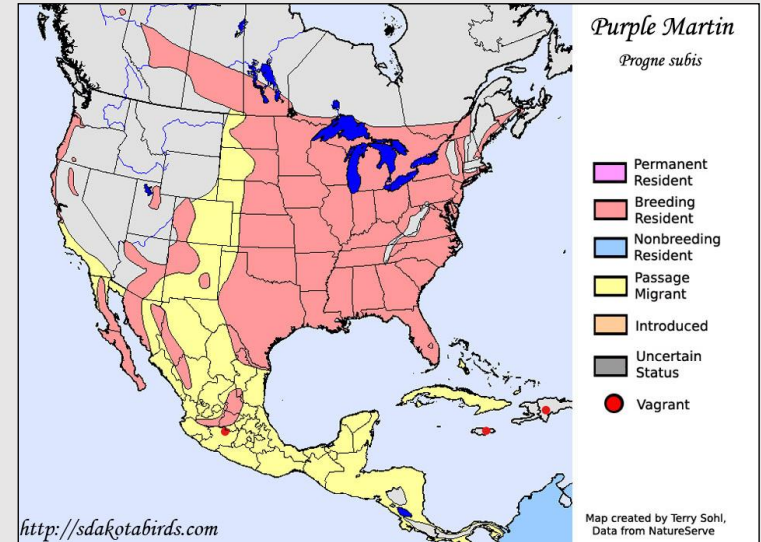 Purple Martin
Progne subis
Permanent
Resident
Breeding
Resident
Nonbreeding
Resident
Passage
Migrant
Introduced
Uncertain
Status
Vagrant
http://sdakotabirds.com
Map created by Terry Sohl,
Data from NatureServe